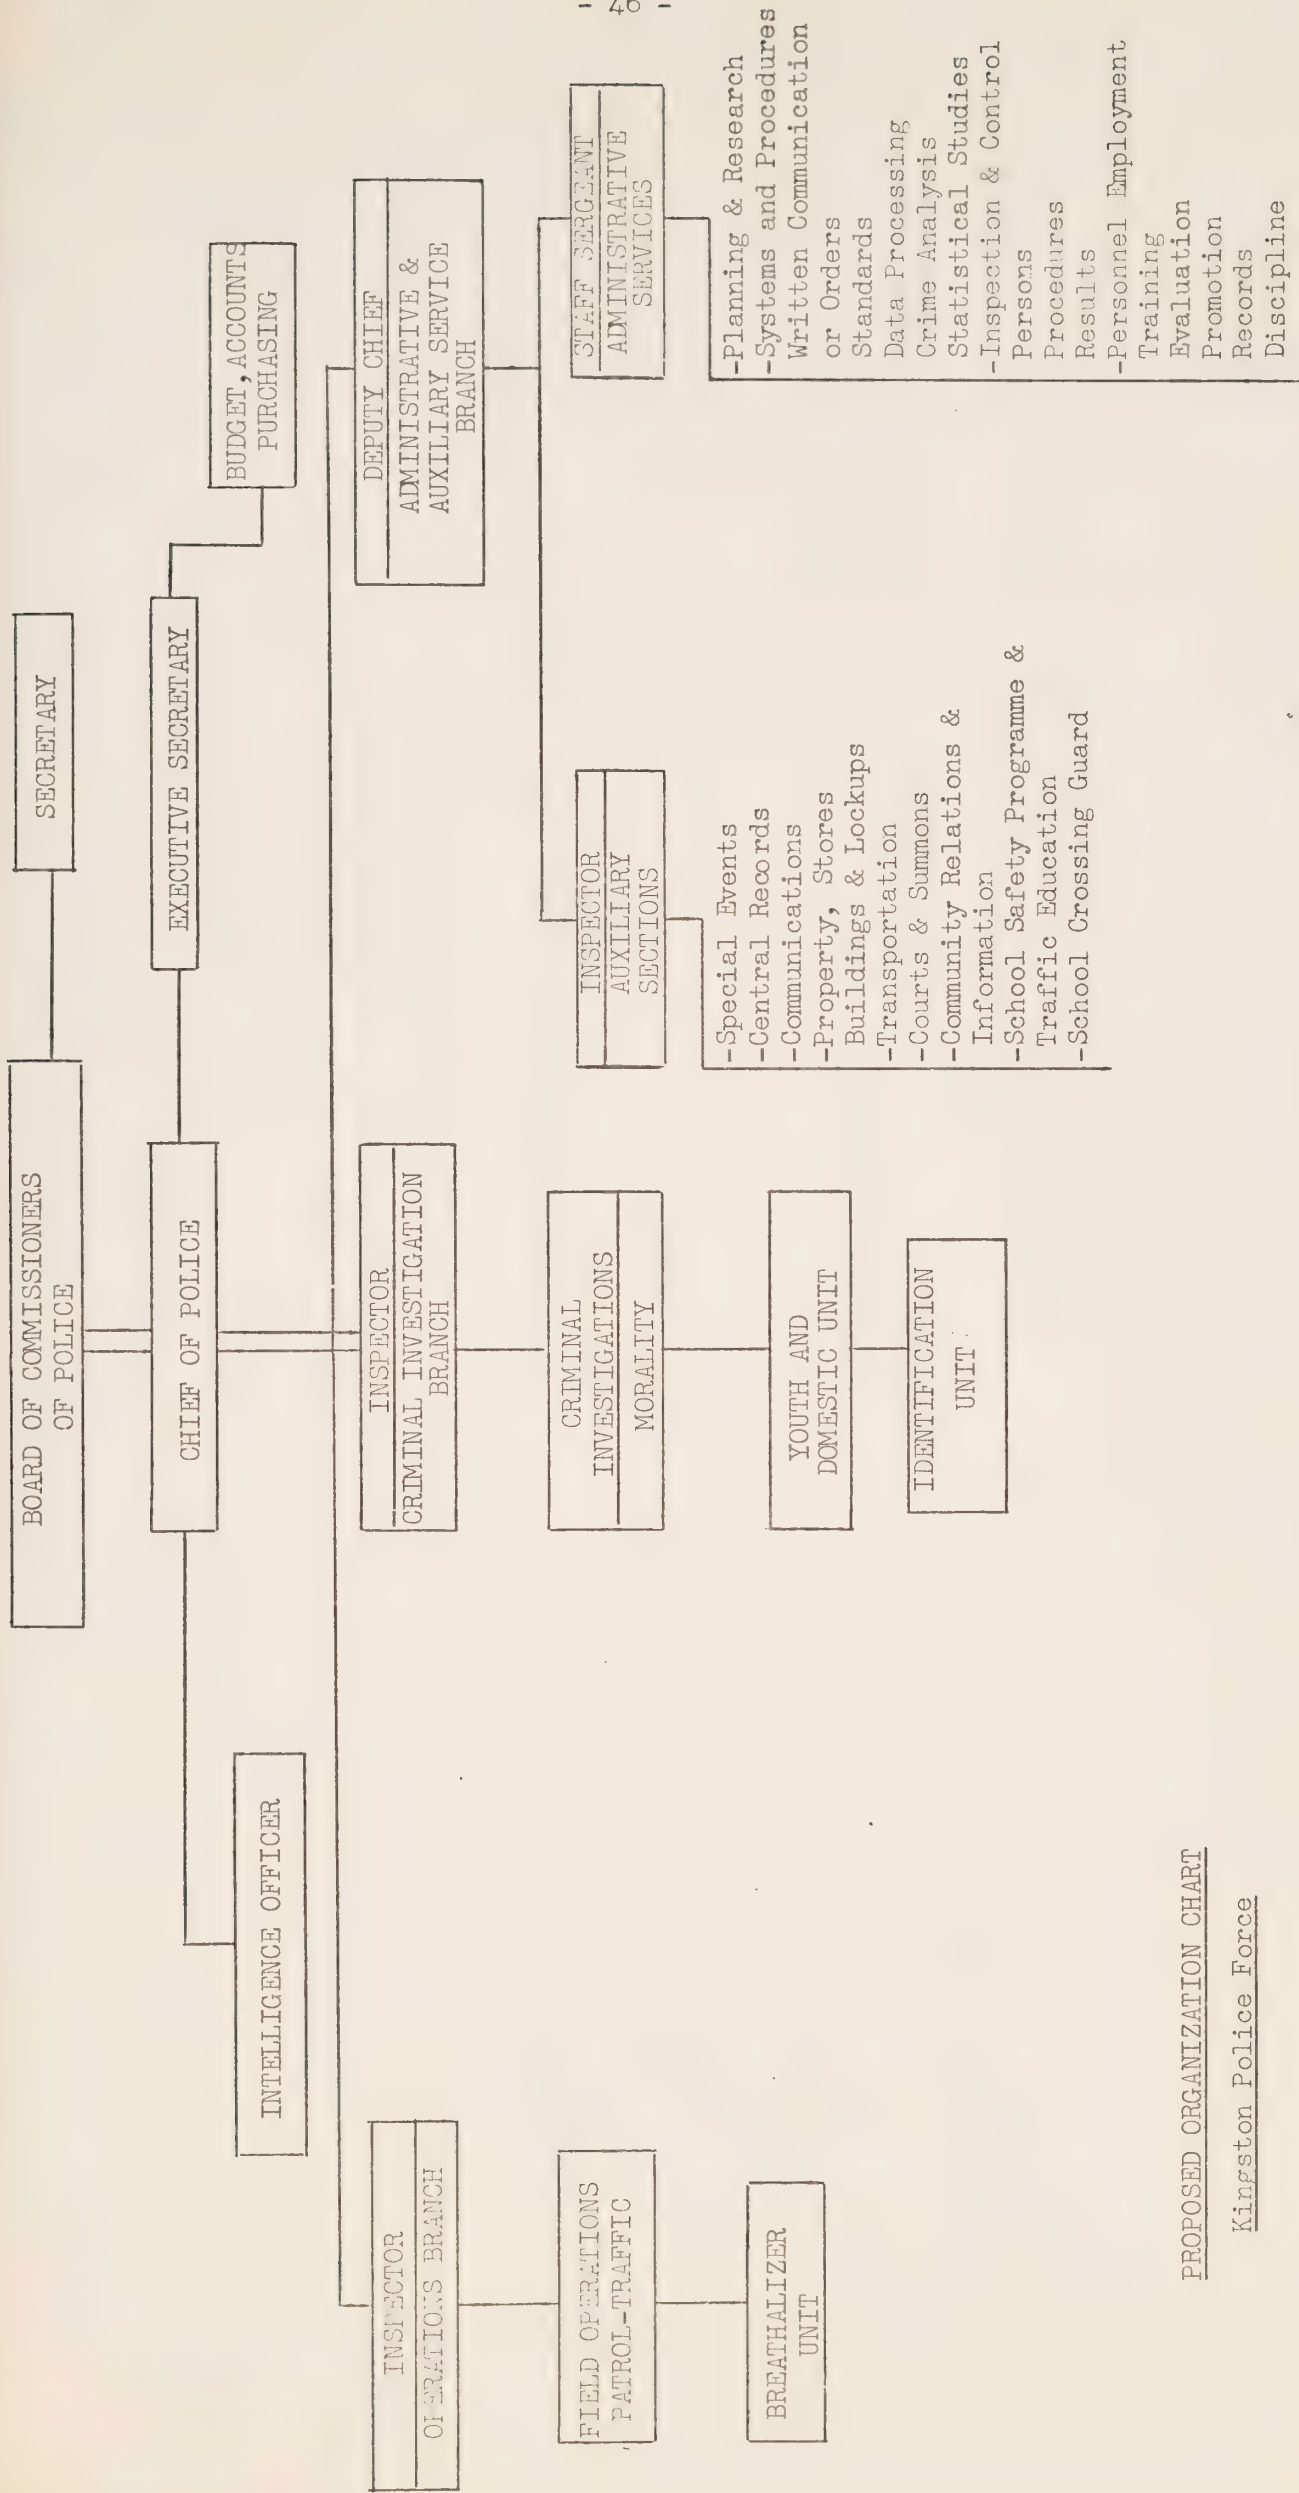 - 46 -
BOARD OF COMMISSIONERS
OF POLICE
SECRETARY
CHIEF OF POLICE
EXECUTIVE SECRETARY
BUDGET, ACCOUNTS
PURCHASING
INTELLIGENCE OFFICER
INSPECTOR
OPERATIONS BRANCH
FIELD OPERATIONS
PATROL-TRAFFIC
BREATHALIZER
UNIT
INSPECTOR
CRIMINAL INVESTIGATION
BRANCH
CRIMINAL
INVESTIGATIONS
MORALITY
YOUTH AND
DOMESTIC UNIT
IDENTIFICATION
UNIT
DEPUTY CHIEF
ADMINISTRATIVE &
AUXILIARY SERVICE
BRANCH
INSPECTOR
AUXILIARY
SECTIONS
-Special Events
-Central Records
-Communications
-Property, Stores
Buildings & Lockups
-Transportation
-Courts & Summons
-Community Relations &
Information
-School Safety Programme &
Traffic Education
-School Crossing Guard
STAFF SERGEANT
ADMINISTRATIVE
SERVICES
-Planning & Research
-Systems and Procedures
Written Communication
or Orders
Standards
Data Processing
Crime Analysis
Statistical Studies
-Inspection & Control
Persons
Procedures
Results
-Personnel Employment
Training
Evaluation
Promotion
Records
Discipline
PROPOSED ORGANIZATION CHART
Kingston Police Force